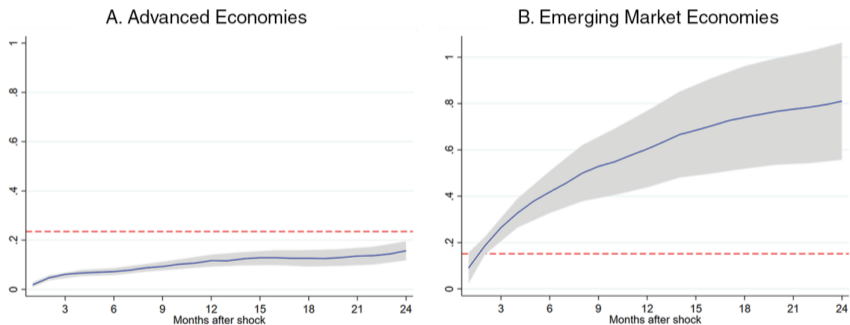 A. Advanced Economies
1
.8
.6
.4
.2
0
3 6 9 12 15 18 21 24
Months after shock
B. Emerging Market Economies
1
.8
.6
.4
.2
0
3 6 9 12 15 18 21 24
Months after shock